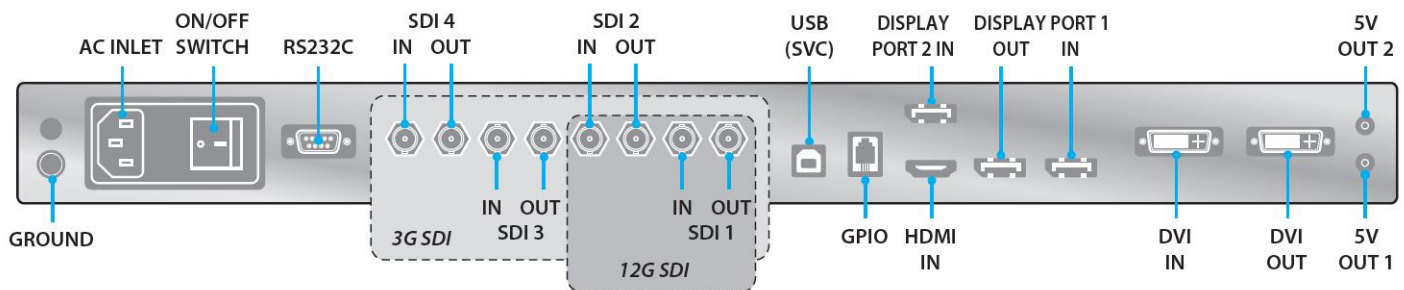 AC INLET
ON/OFF
SWITCH
RS232C
SDI 4
IN OUT
SDI 2
IN OUT
USB
(SVC)
DISPLAY
PORT 2 IN
DISPLAY PORT 1
OUT IN
5V
OUT 2
GROUND
3G SDI
IN OUT
SDI 3
12G SDI
IN OUT
SDI 1
GPIO
HDMI
IN
DVI
IN
DVI
OUT
5V
OUT 1